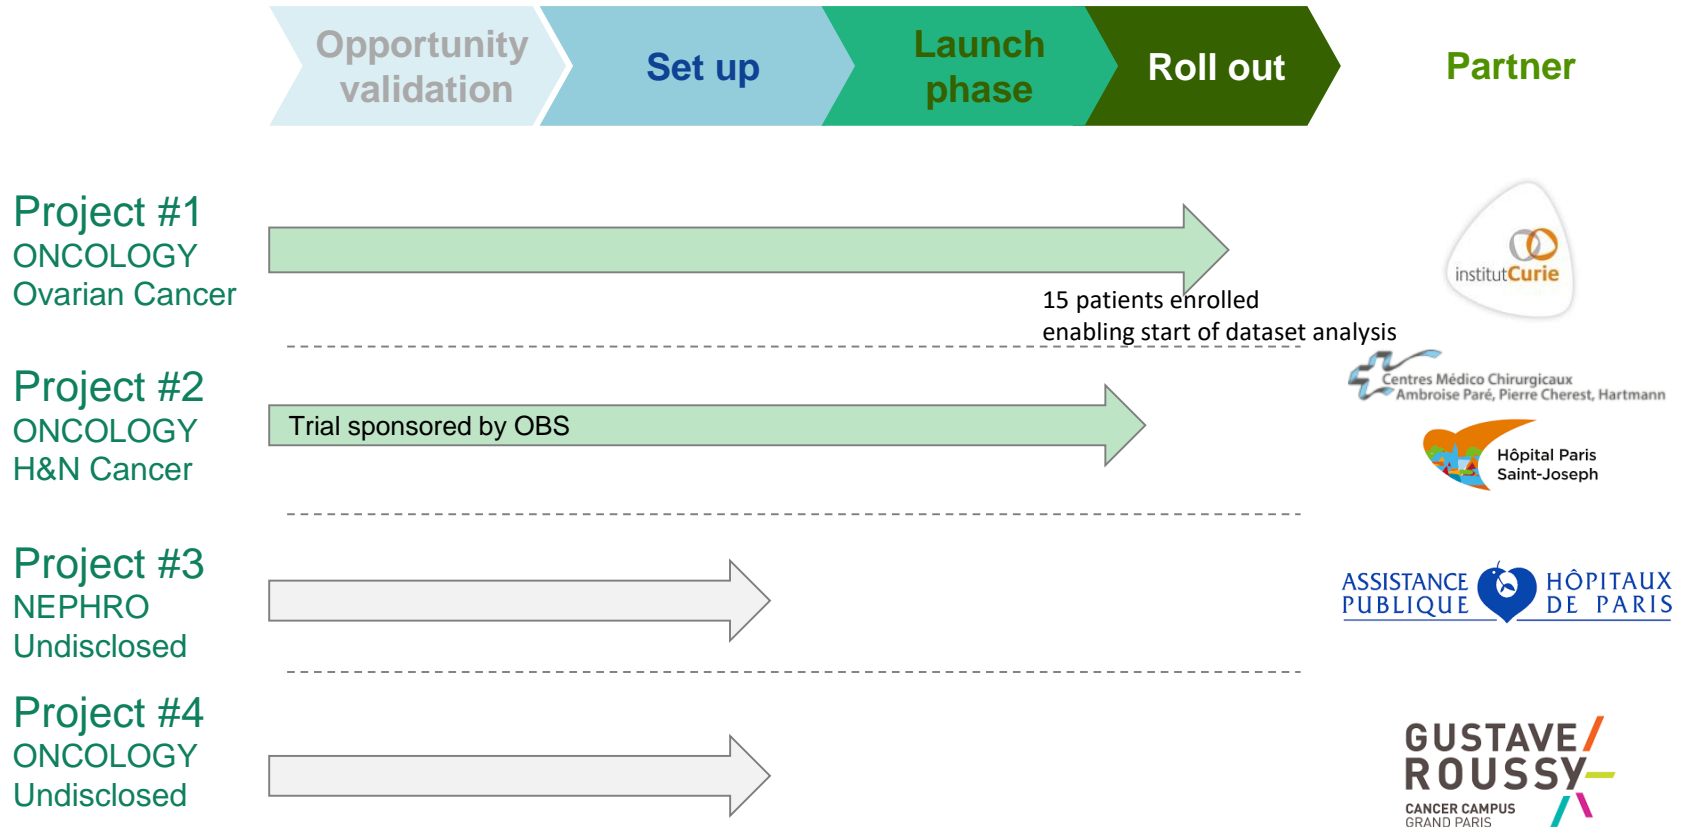 Opportunity
validation
Set up
Launch
phase
Roll out
Partner
Project #1
ONCOLOGY
Ovarian Cancer
institutCurie
15 patients enrolled
enabling start of dataset analysis
Project #2
ONCOLOGY
H&N Cancer
Trial sponsored by OBS
Centres Médico Chirurgicaux
Ambroise Paré, Pierre Cherest, Hartmann
Hôpital Paris
Saint-Joseph
Project #3
NEPHRO
Undisclosed
ASSISTANCE HÔPITAUX
PUBLIQUE DE PARIS
Project #4
ONCOLOGY
Undisclosed
GUSTAVE
ROUSSY
CANCER CAMPUS
GRAND PARIS